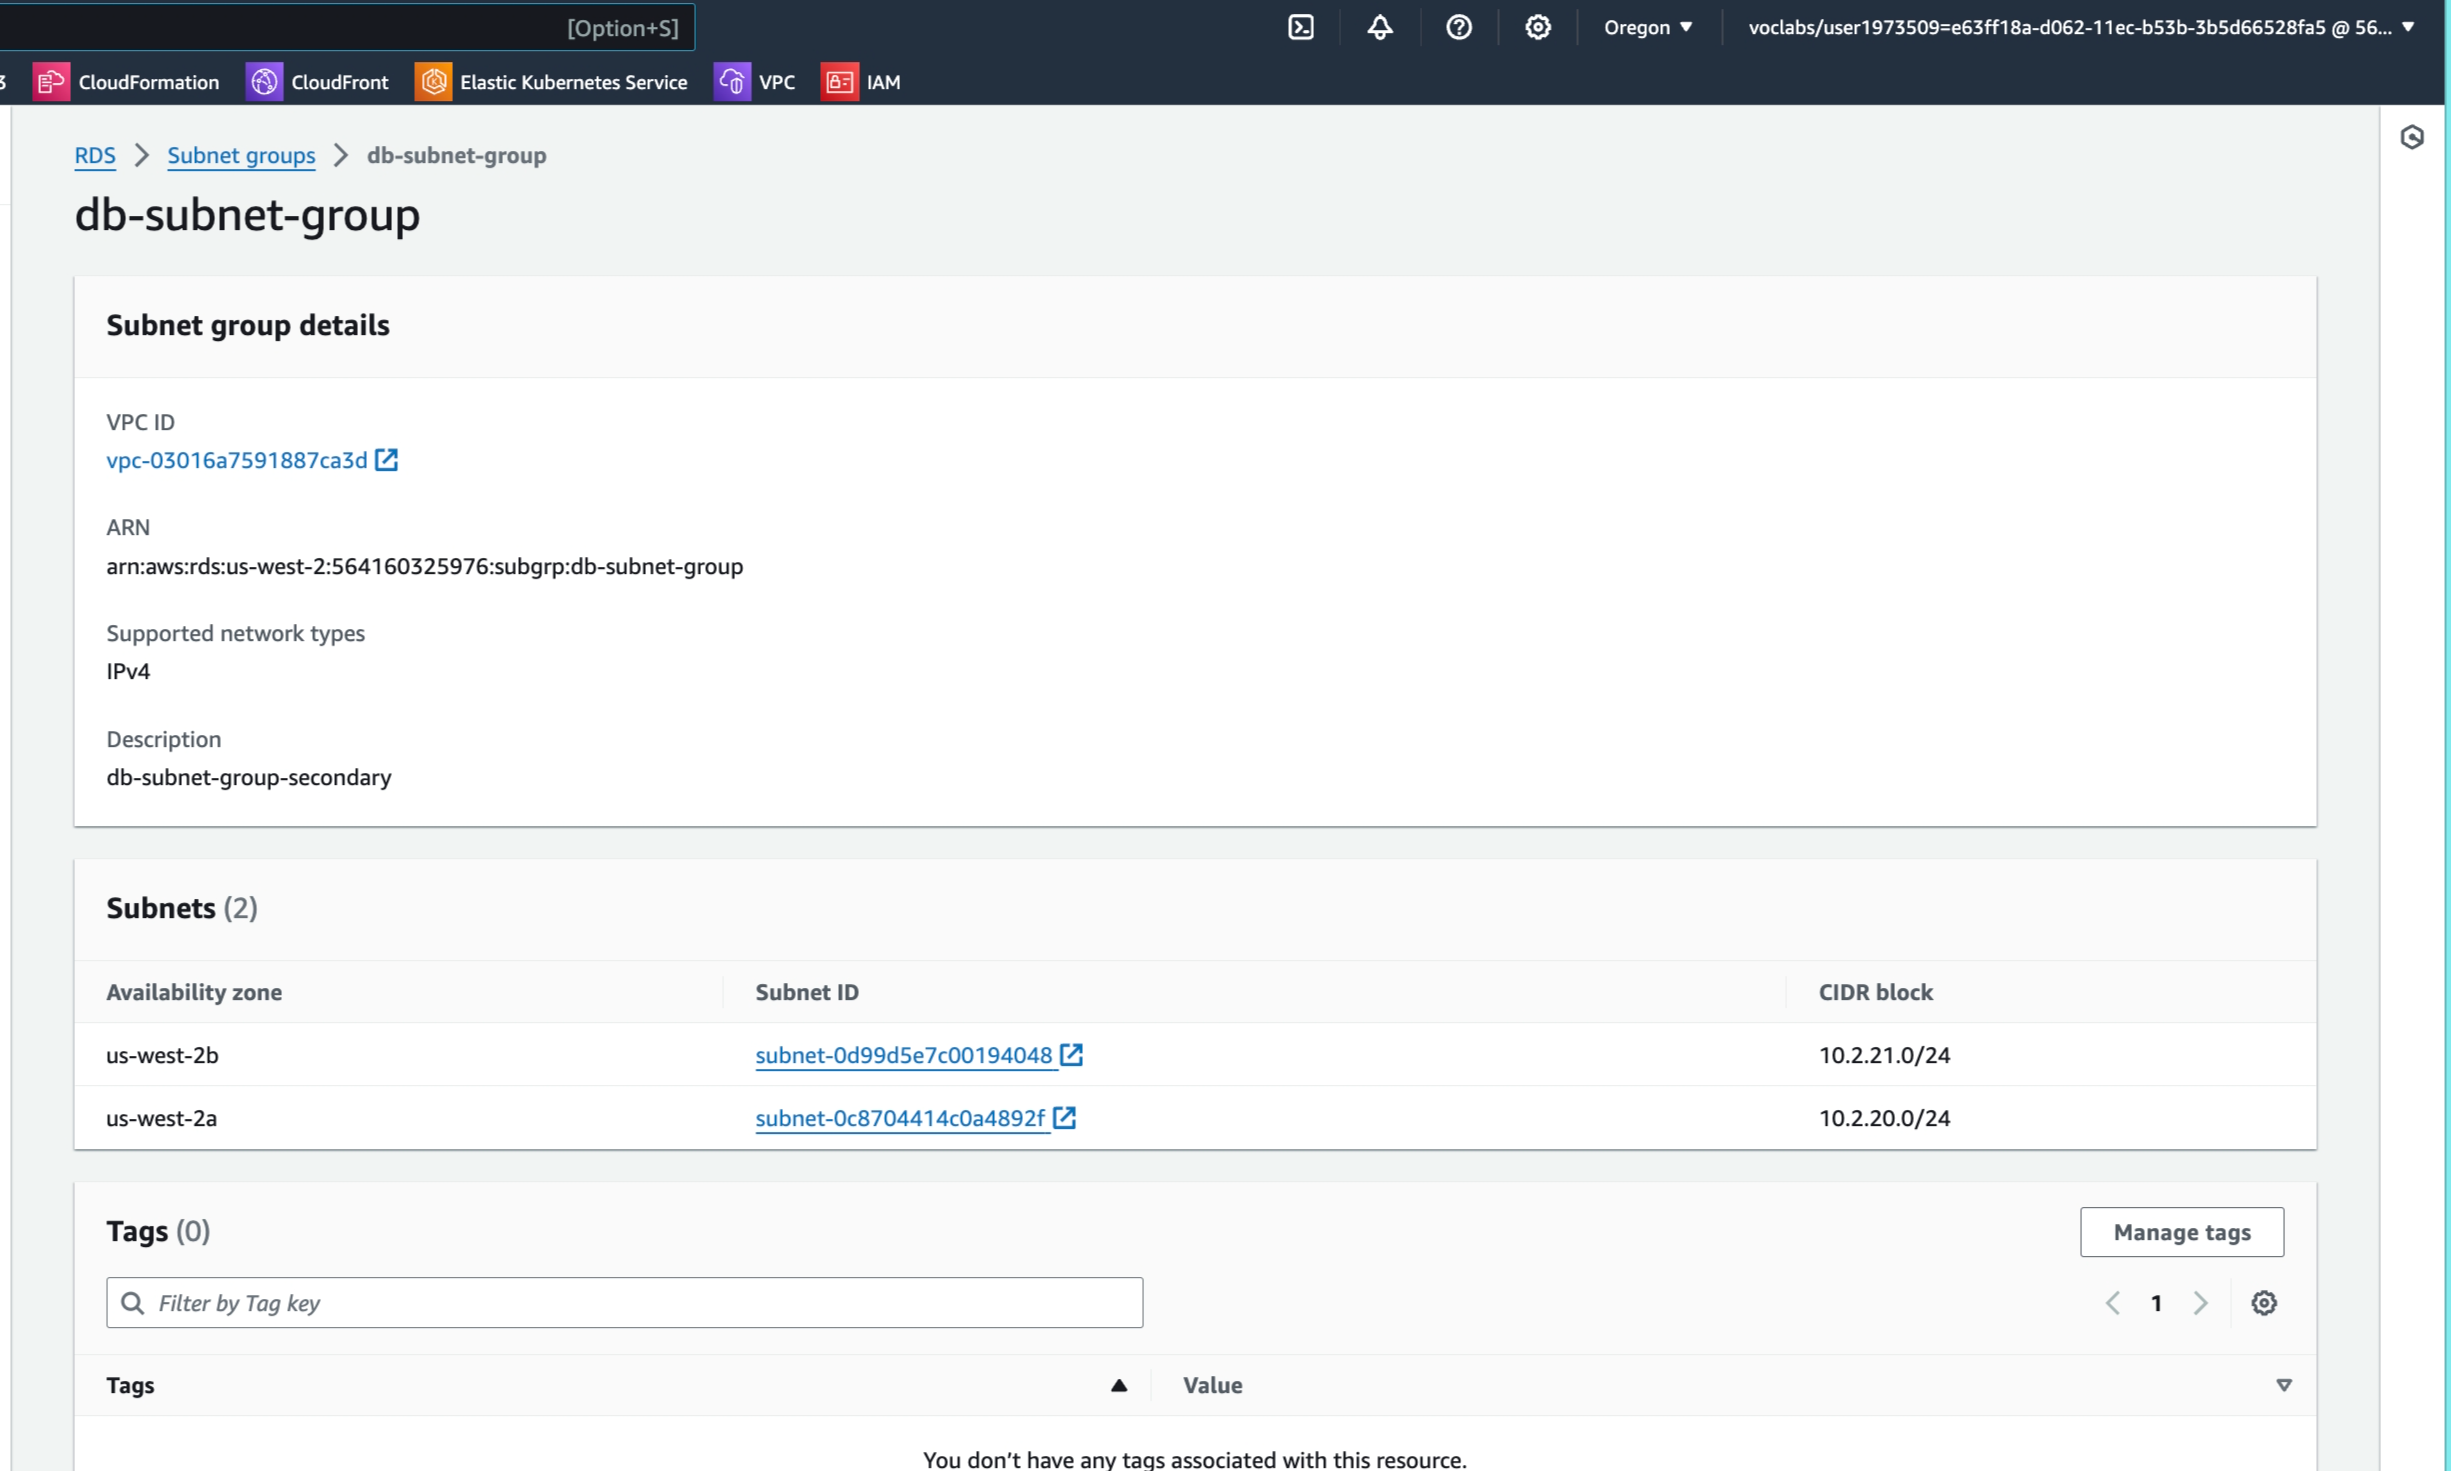 [Option+S]
Oregon
voclabs/user1973509=e63ff18a-d062-11ec-b53b-3b5d66528fa5 @ 56...
CloudFormation
CloudFront
Elastic Kubernetes Service
VPC
IAM
RDS
Subnet groups
db-subnet-group
db-subnet-group
Subnet group details
VPC ID
vpc-03016a7591887ca3d
ARN
arn:aws:rds:us-west-2:564160325976:subgrp:db-subnet-group
Supported network types
IPv4
Description
db-subnet-group-secondary
Subnets (2)
Availability zone
Subnet ID
CIDR block
us-west-2b
subnet-0d99d5e7c00194048
10.2.21.0/24
us-west-2a
subnet-0c8704414c0a4892f
10.2.20.0/24
Tags (0)
Manage tags
Filter by Tag key
1
Tags
Value
You don't have any tags associated with this resource.